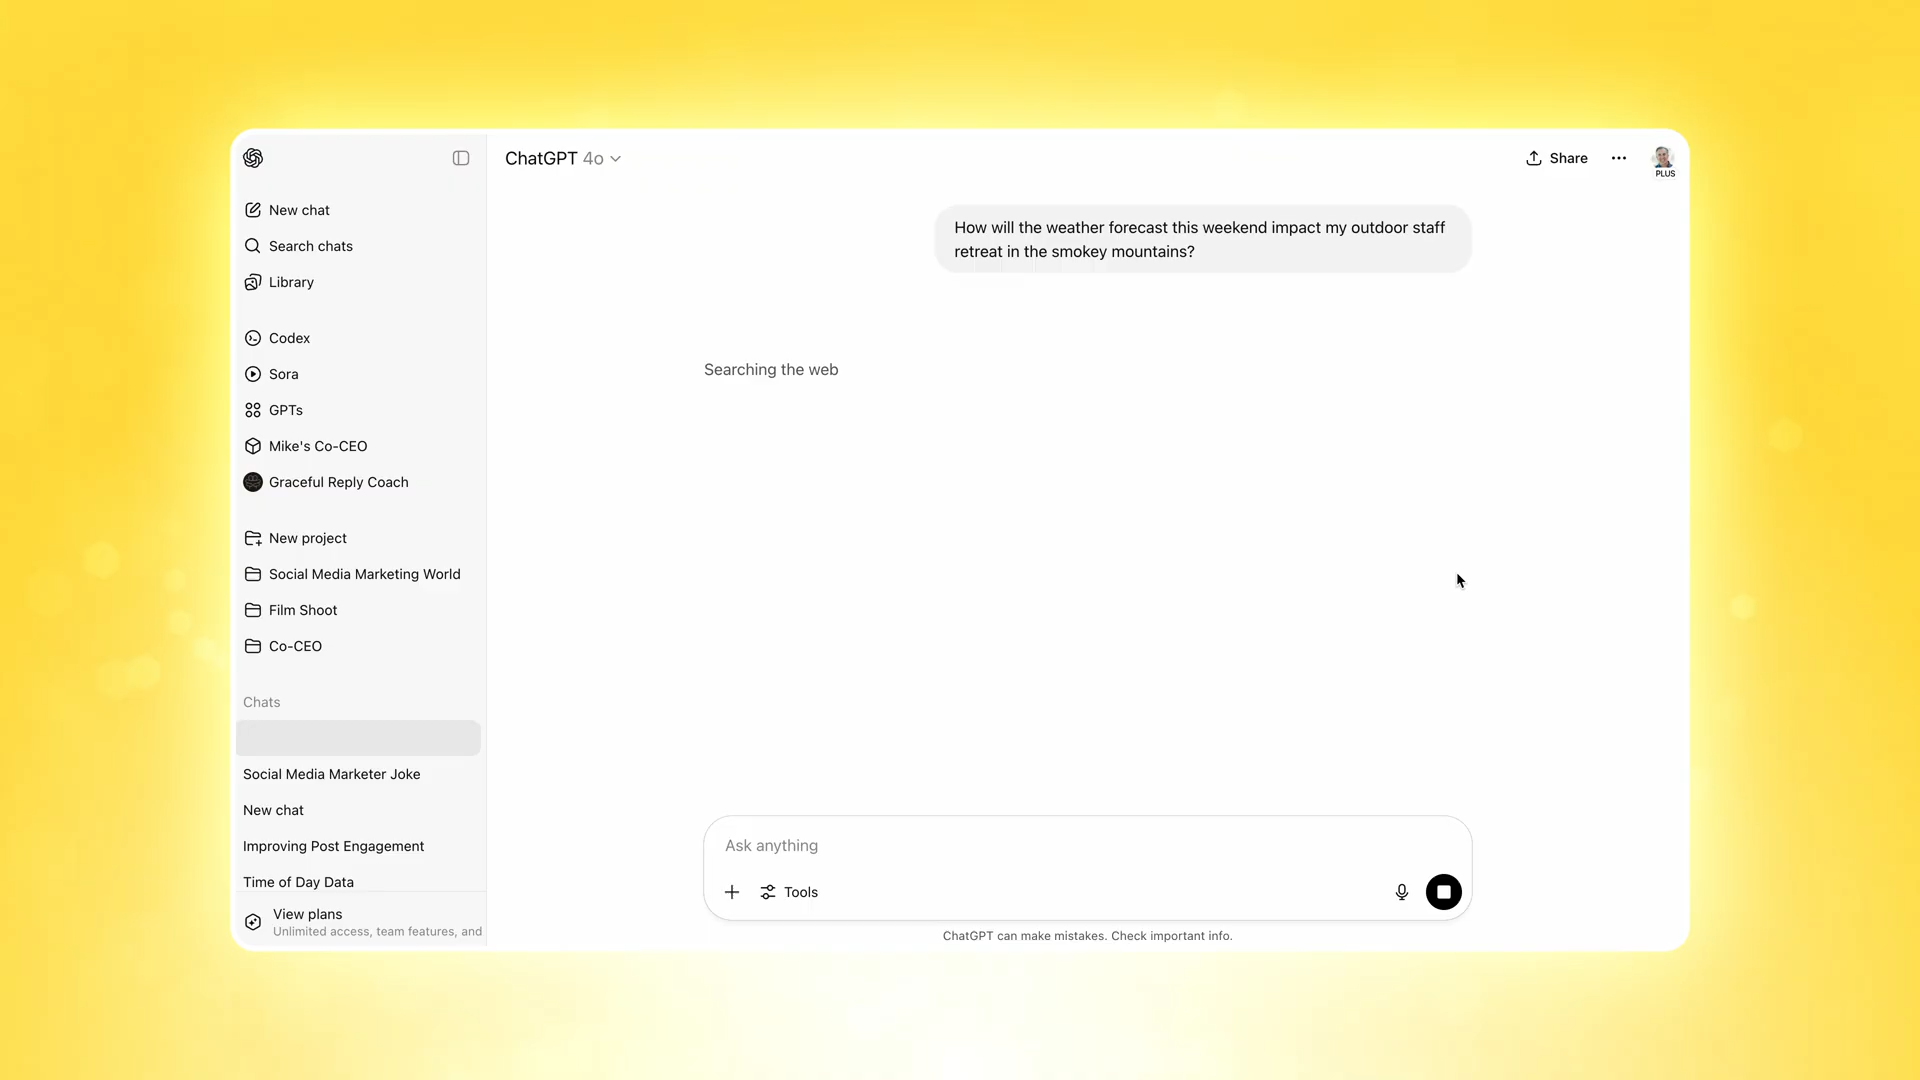 ChatGPT 4o
Share
PLUS
New chat
Search chats
Library
Codex
Sora
GPTs
Mike's Co-CEO
Graceful Reply Coach
New project
Social Media Marketing World
Film Shoot
Co-CEO
Chats
Social Media Marketer Joke
New chat
Improving Post Engagement
Time of Day Data
View plans
Unlimited access, team features, and
How will the weather forecast this weekend impact my outdoor staff
retreat in the smokey mountains?
Searching the web
Ask anything
Tools
ChatGPT can make mistakes. Check important info.